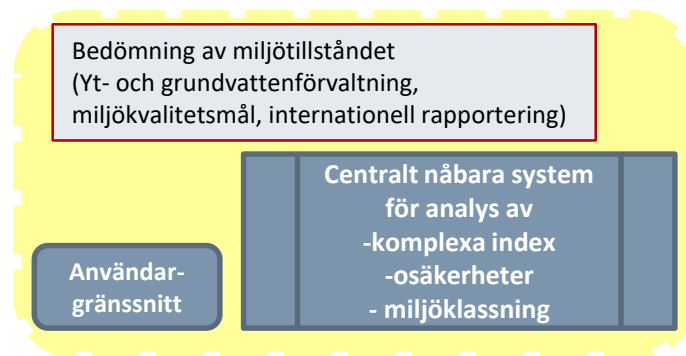 Bedömning av miljötillståndet
(Yt- och grundvattenförvaltning,
miljökvalitetsmål, internationell rapportering)
Centralt nåbara system
för analys av
-komplexa index
-osäkerheter
- miljöklassning
Användar-
gränssnitt